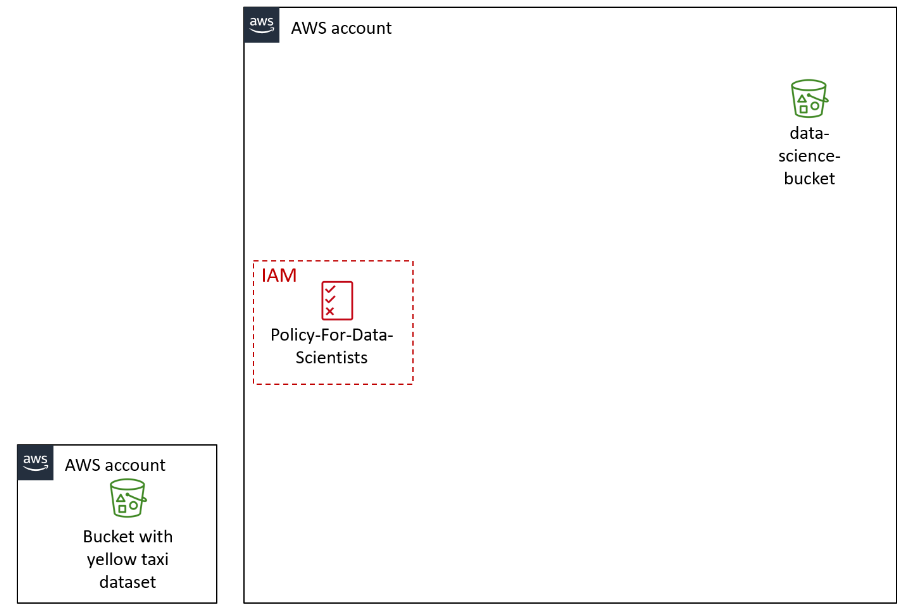 aws
AWS account
data-
science-
bucket
IAM
Policy-For-Data-
Scientists
aws
AWS account
Bucket with
yellow taxi
dataset